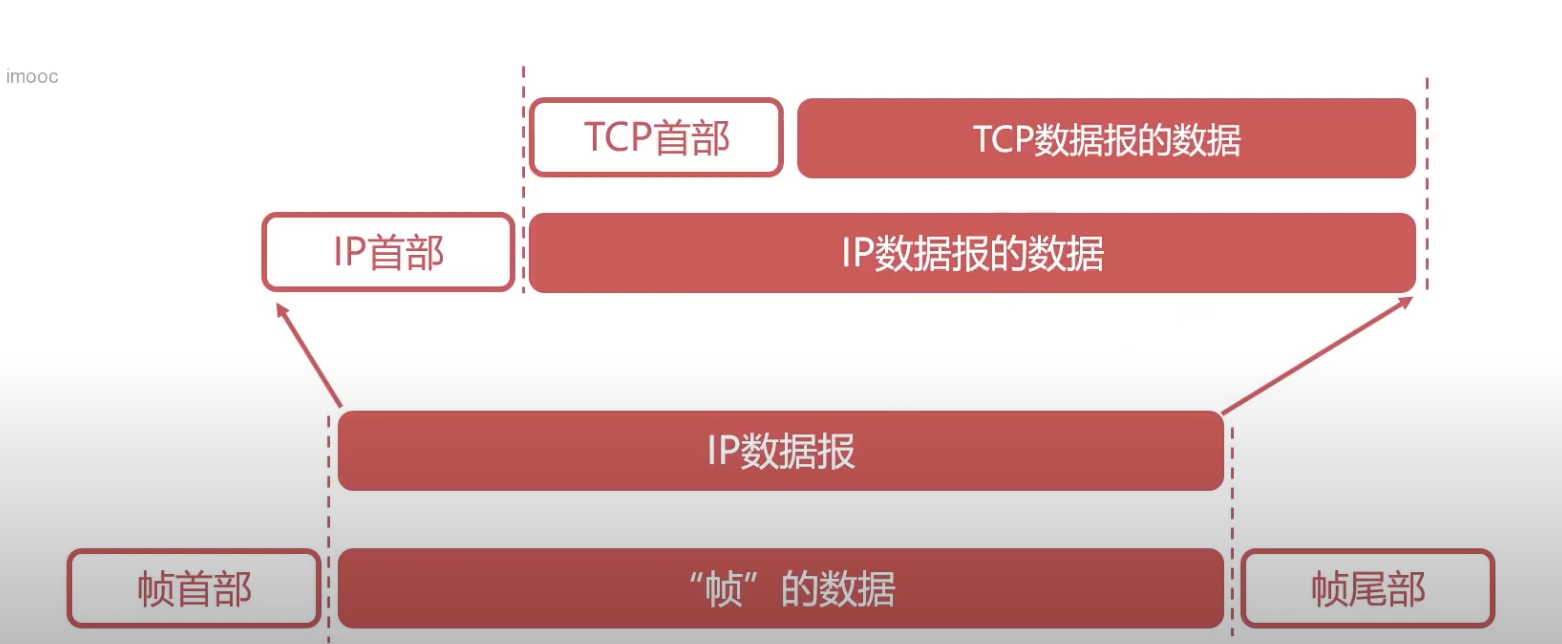 imooc
TCP首部 TCP数据报的数据
IP首部 IP数据报的数据
IP数据报
帧首部 “帧”的数据 帧尾部